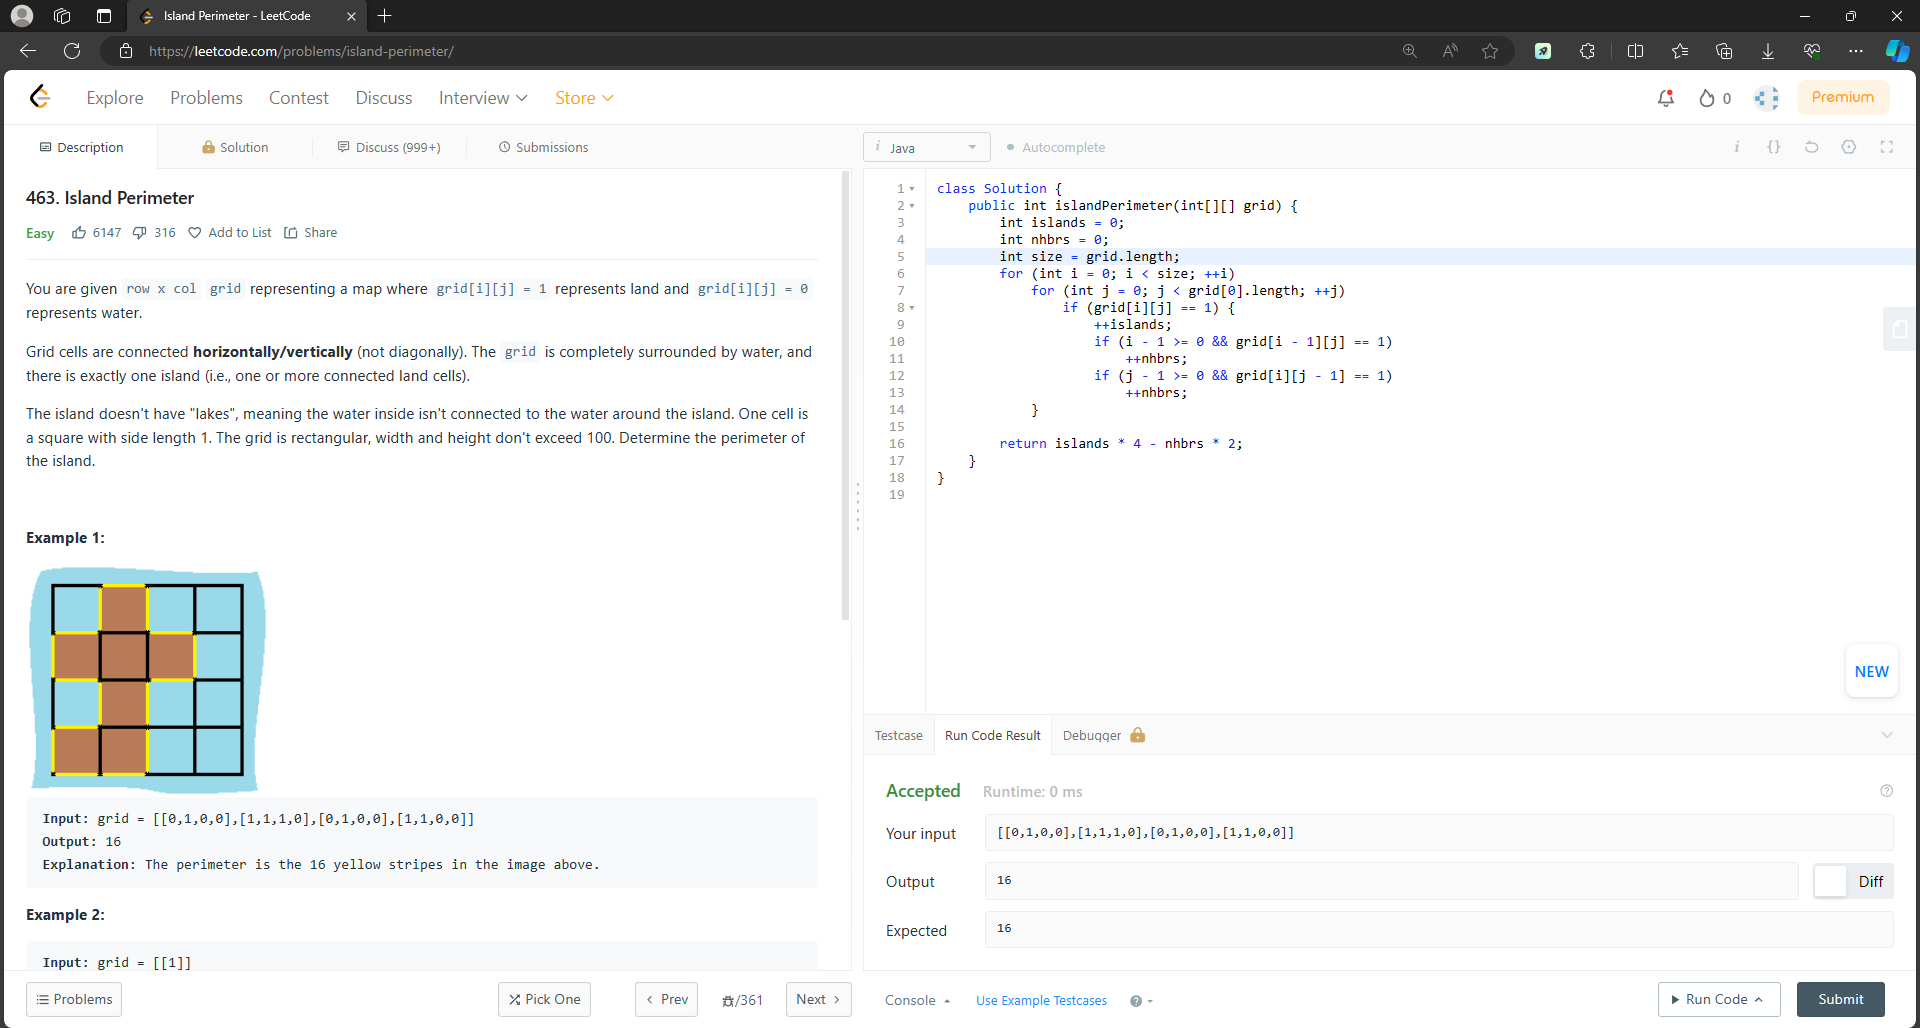 Island Perimeter - LeetCode
https://leetcode.com/problems/island-perimeter/
Explore Problems Contest Discuss Interview Store
0 Premium
Description Solution Discuss (999+) Submissions
463. Island Perimeter
Easy 6147 316 Add to List Share
You are given row x col grid representing a map where grid[i][j] = 1 represents land and grid[i][j] = 0
represents water.
Grid cells are connected horizontally/vertically (not diagonally). The grid is completely surrounded by water, and
there is exactly one island (i.e., one or more connected land cells).
The island doesn't have "lakes", meaning the water inside isn't connected to the water around the island. One cell is
a square with side length 1. The grid is rectangular, width and height don't exceed 100. Determine the perimeter of
the island.
Example 1:
Input: grid = [[0,1,0,0],[1,1,1,0],[0,1,0,0],[1,1,0,0]]
Output: 16
Explanation: The perimeter is the 16 yellow stripes in the image above.
Example 2:
Input: grid = [[1]]
Problems Pick One Prev /361 Next
i Java Autocomplete i {}
1 class Solution {
2 public int islandPerimeter(int[][] grid) {
3 int islands = 0;
4 int nhbrs = 0;
5 int size = grid.length;
6 for (int i = 0; i < size; ++i)
7 for (int j = 0; j < grid[0].length; ++j)
8 if (grid[i][j] == 1) {
9 ++islands;
10 if (i - 1 >= 0 && grid[i - 1][j] == 1)
11 ++nhbrs;
12 if (j - 1 >= 0 && grid[i][j - 1] == 1)
13 ++nhbrs;
14 }
15
16 return islands * 4 - nhbrs * 2;
17 }
18 }
19
NEW
Testcase Run Code Result Debugger
Accepted Runtime: 0 ms
Your input [[0,1,0,0],[1,1,1,0],[0,1,0,0],[1,1,0,0]]
Output 16 Diff
Expected 16
Console Use Example Testcases Run Code Submit